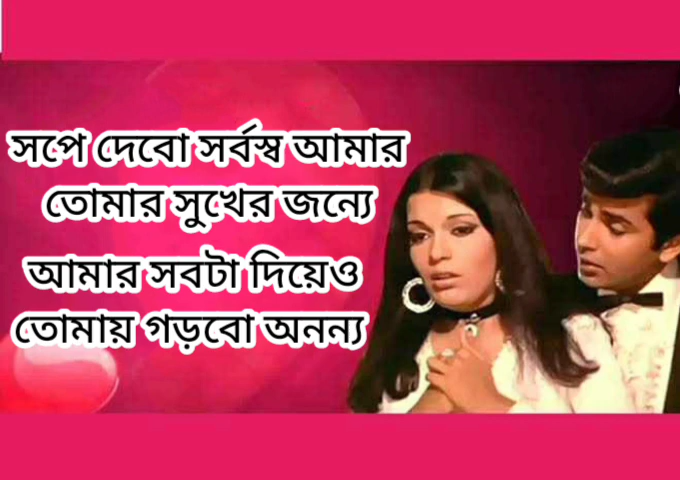 সপে দেবো সর্বস্ব আমার
তোমার সুখের জন্যে
আমার সবটা দিয়েও
তোমায় গড়বো অনন্য